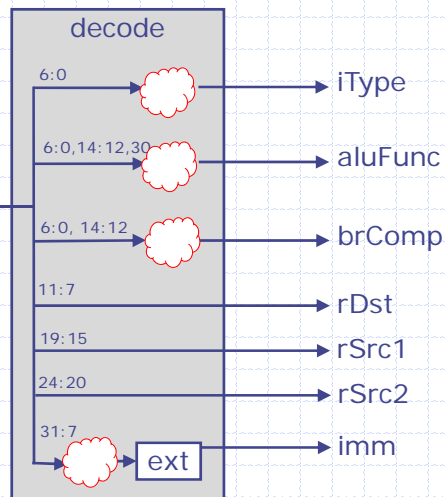 decode
6:0
iType
6:0,14:12,30
aluFunc
6:0, 14:12
brComp
11:7
rDst
19:15
rSrc1
24:20
rSrc2
31:7
ext
imm